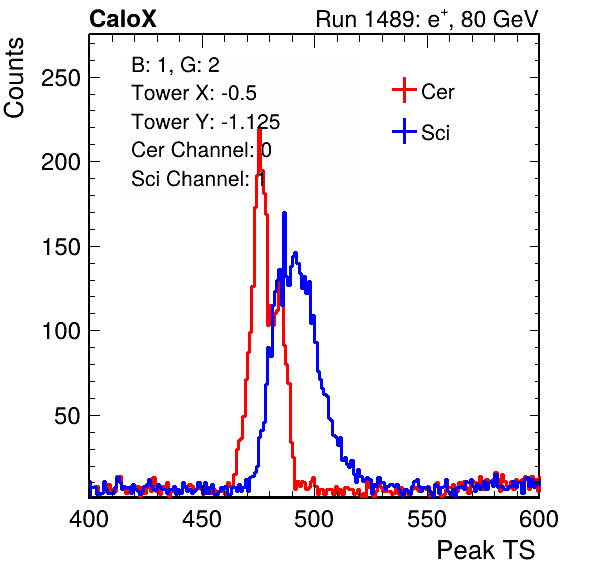 CaloX Run 1489: e⁺, 80 GeV
Counts
B: 1, G: 2
Tower X: -0.5
Tower Y: -1.125
Cer Channel: 0
Sci Channel: 1
Cer
Sci
250
200
150
100
50
400 450 500 550 600
Peak TS